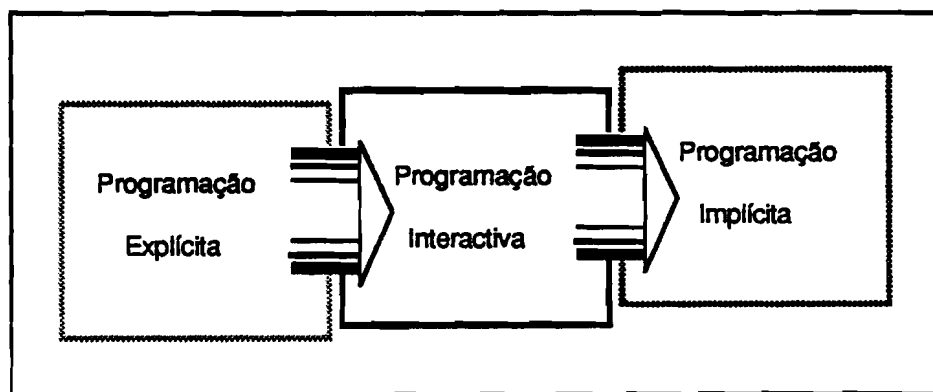 Programação
Explícita
Programação
Interactiva
Programação
Implícita